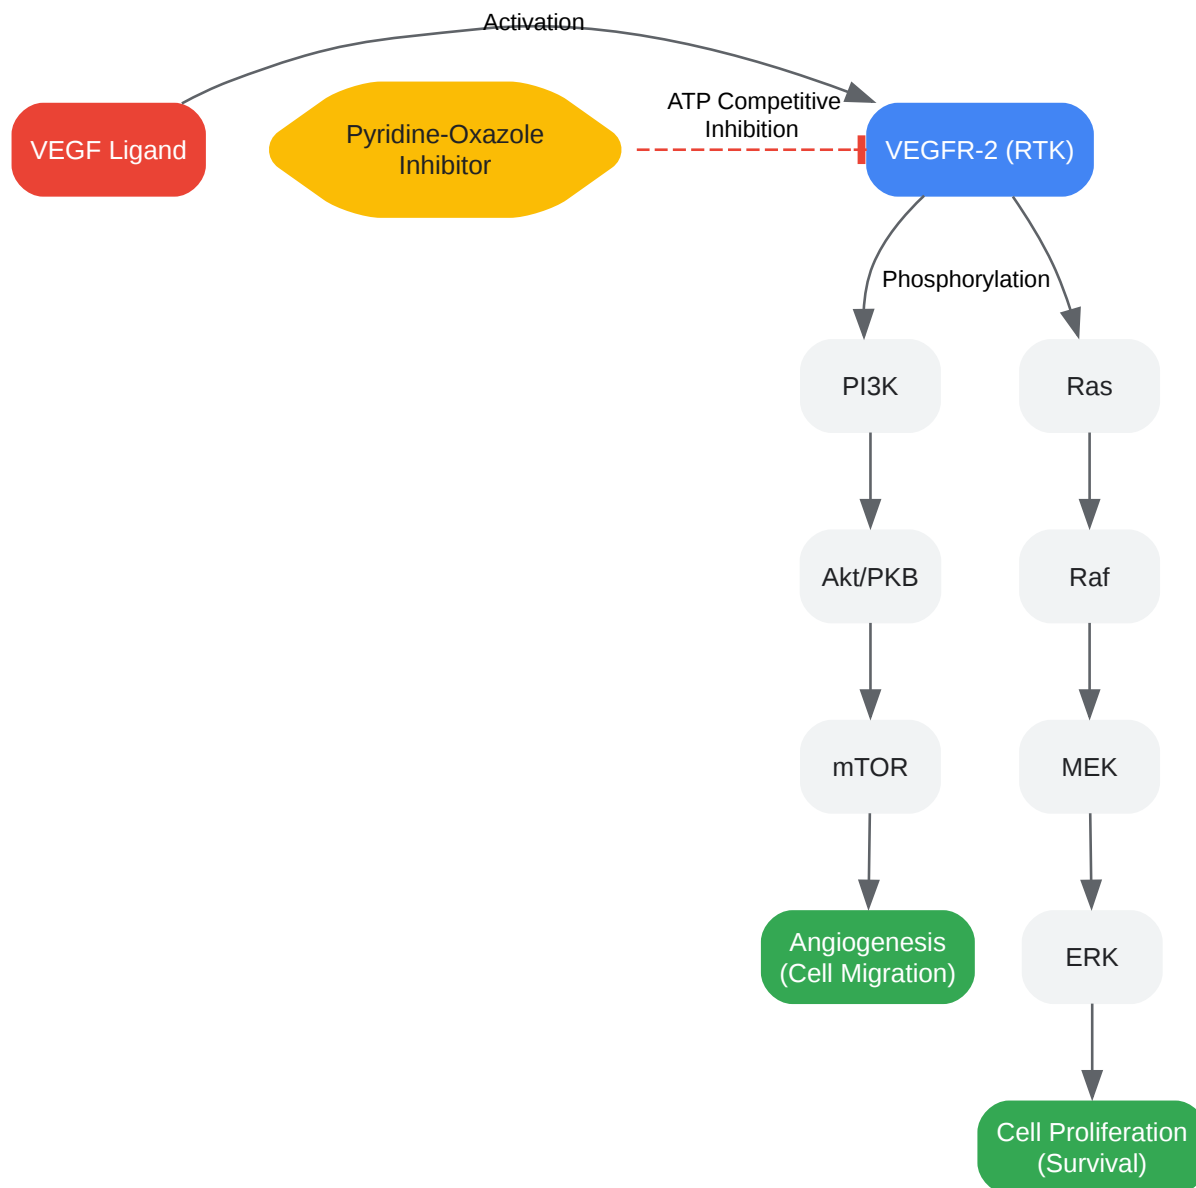 Activation
VEGF Ligand
Pyridine-Oxazole
Inhibitor
ATP Competitive
Inhibition
VEGFR-2 (RTK)
Phosphorylation
PI3K
Ras
Akt/PKB
Raf
mTOR
MEK
Angiogenesis
(Cell Migration)
ERK
Cell Proliferation
(Survival)